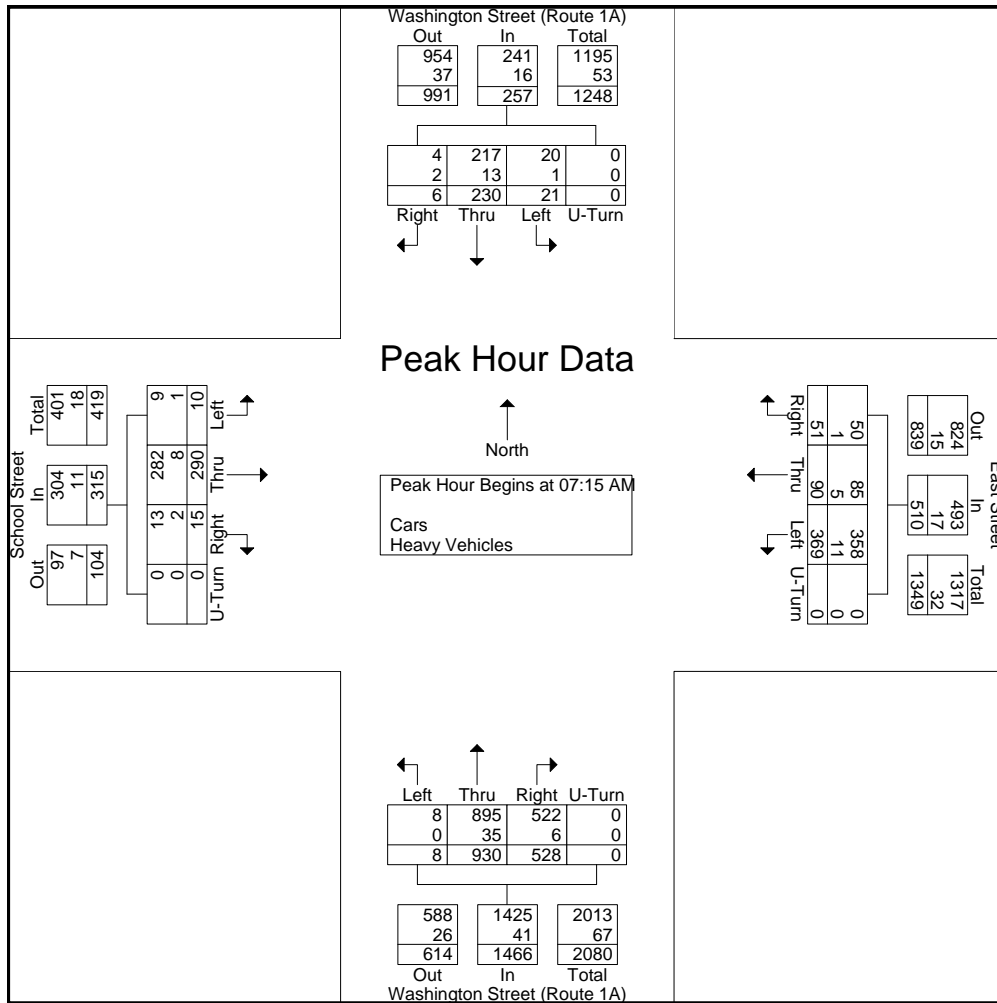 Washington Street (Route 1A)
Out In Total
954 241 1195
37 16 53
991 257 1248
4 217 20 0
2 13 1 0
6 230 21 0
Right Thru Left U-Turn
Peak Hour Data
North
Peak Hour Begins at 07:15 AM
Cars
Heavy Vehicles
School Street
Out In Total
97 304 401
7 11 18
104 315 419
0 13 282 9
0 2 8 1
0 15 290 10
U-Turn Right Thru Left
East Street
Out In Total
824 493 1317
15 17 32
839 510 1349
50 85 358 0
1 5 11 0
51 90 369 0
Right Thru Left U-Turn
Left Thru Right U-Turn
8 895 522 0
0 35 6 0
8 930 528 0
588 1425 2013
26 41 67
614 1466 2080
Out In Total
Washington Street (Route 1A)